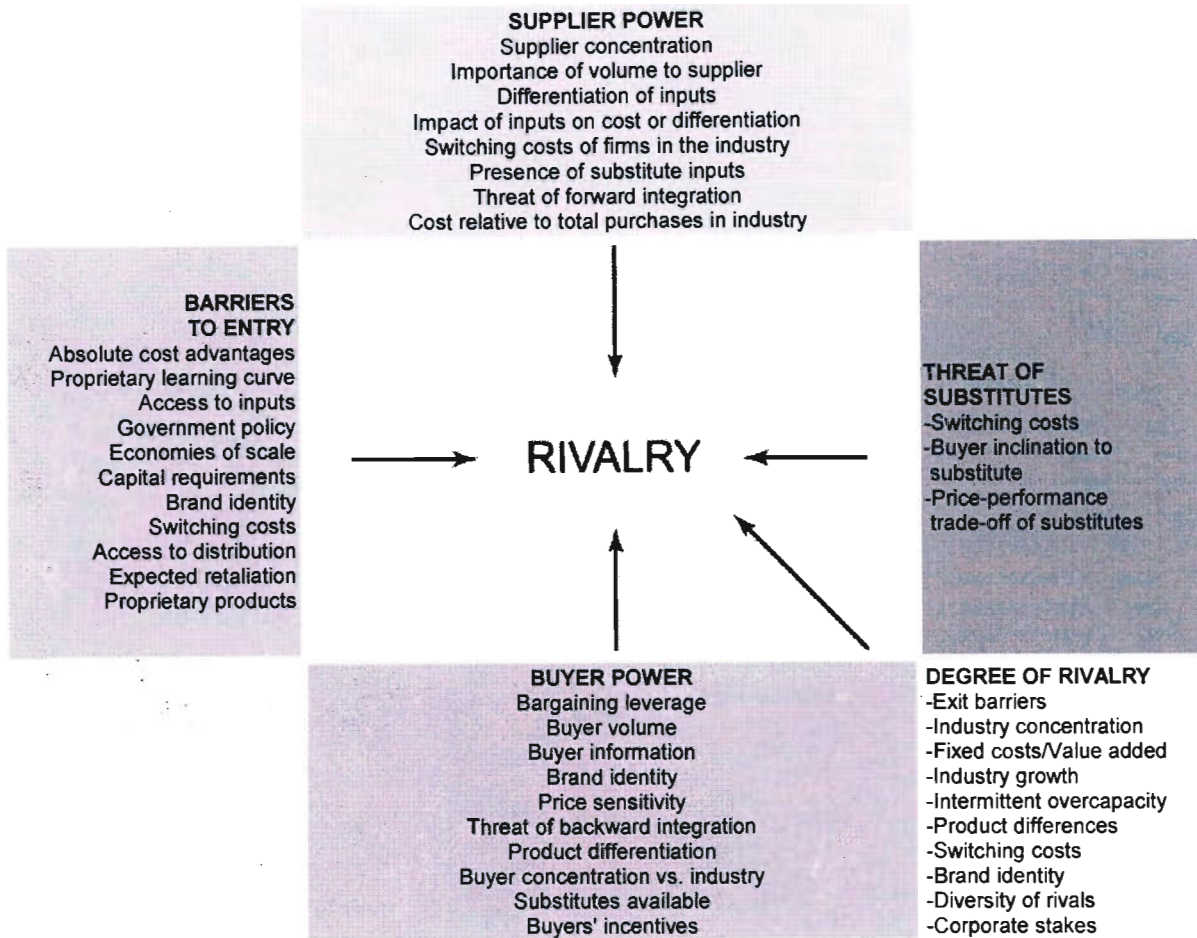 SUPPLIER POWER
Supplier concentration
Importance of volume to supplier
Differentiation of inputs
Impact of inputs on cost or differentiation
Switching costs of firms in the industry
Presence of substitute inputs
Threat of forward integration
Cost relative to total purchases in industry
BARRIERS
TO ENTRY
Absolute cost advantages
Proprietary learning curve
Access to inputs
Government policy
Economies of scale
Capital requirements
Brand identity
Switching costs
Access to distribution
Expected retaliation
Proprietary products
RIVALRY
THREAT OF
SUBSTITUTES
-Switching costs
-Buyer inclination to
substitute
-Price-performance
trade-off of substitutes
BUYER POWER
Bargaining leverage
Buyer volume
Buyer information
Brand identity
Price sensitivity
Threat of backward integration
Product differentiation
Buyer concentration vs. industry
Substitutes available
Buyers' incentives
DEGREE OF RIVALRY
-Exit barriers
-Industry concentration
-Fixed costs/Value added
-Industry growth
-Intermittent overcapacity
-Product differences
-Switching costs
-Brand identity
-Diversity of rivals
-Corporate stakes